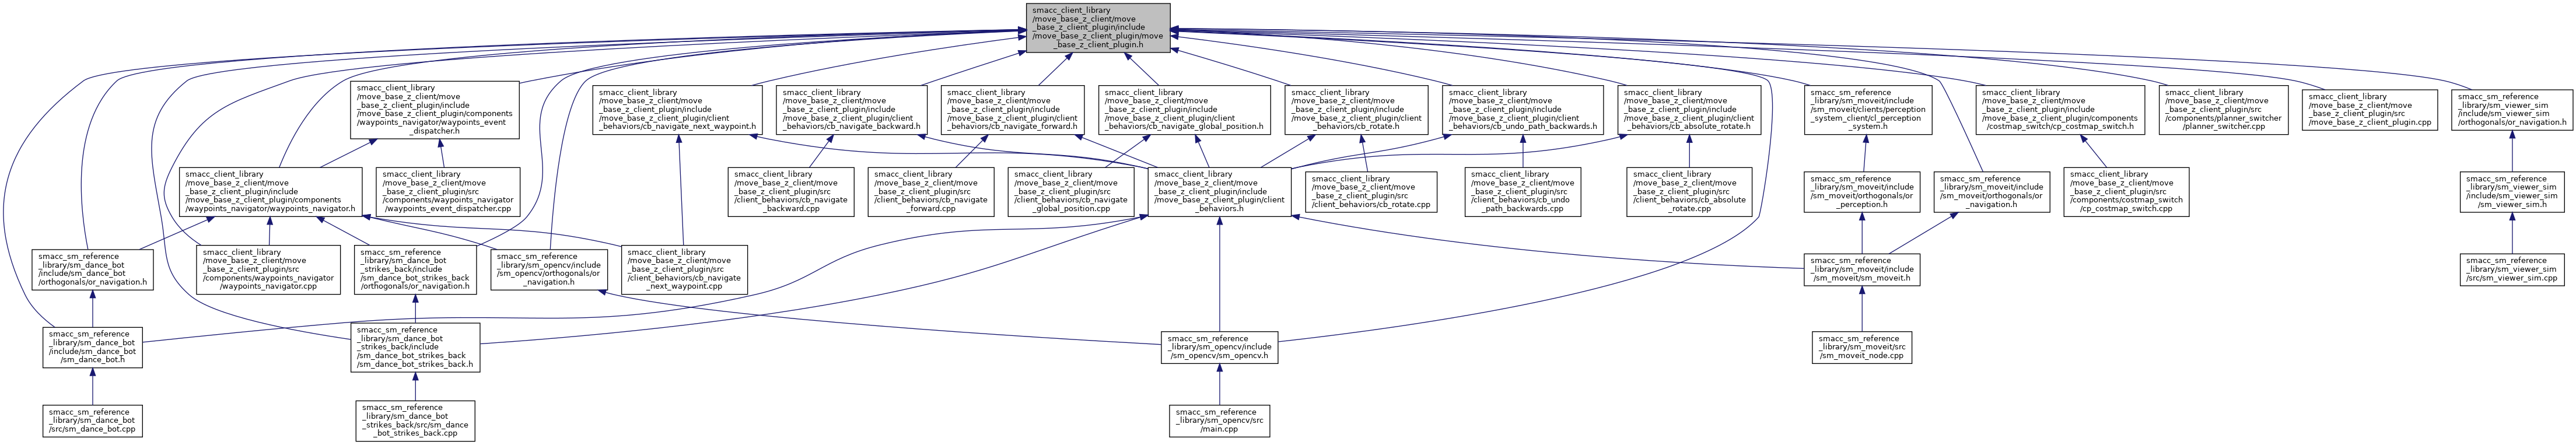 smacc_client_library
/move_base_z_client/move
_base_z_client_plugin/include
/move_base_z_client_plugin/move
_base_z_client_plugin.h
smacc_client_library
/move_base_z_client/move
_base_z_client_plugin/include
/move_base_z_client_plugin/components
/waypoints_navigator/waypoints_event
_dispatcher.h
smacc_client_library
/move_base_z_client/move
_base_z_client_plugin/include
/move_base_z_client_plugin/client
_behaviors/cb_navigate_next_waypoint.h
smacc_client_library
/move_base_z_client/move
_base_z_client_plugin/include
/move_base_z_client_plugin/client
_behaviors/cb_navigate_backward.h
smacc_client_library
/move_base_z_client/move
_base_z_client_plugin/include
/move_base_z_client_plugin/client
_behaviors/cb_navigate_forward.h
smacc_client_library
/move_base_z_client/move
_base_z_client_plugin/include
/move_base_z_client_plugin/client
_behaviors/cb_navigate_global_position.h
smacc_client_library
/move_base_z_client/move
_base_z_client_plugin/include
/move_base_z_client_plugin/client
_behaviors/cb_rotate.h
smacc_client_library
/move_base_z_client/move
_base_z_client_plugin/include
/move_base_z_client_plugin/client
_behaviors/cb_undo_path_backwards.h
smacc_client_library
/move_base_z_client/move
_base_z_client_plugin/include
/move_base_z_client_plugin/client
_behaviors/cb_absolute_rotate.h
smacc_sm_reference
_library/sm_moveit/include
/sm_moveit/clients/perception
_system_client/cl_perception
_system.h
smacc_client_library
/move_base_z_client/move
_base_z_client_plugin/include
/move_base_z_client_plugin/components
/costmap_switch/cp_costmap_switch.h
smacc_client_library
/move_base_z_client/move
_base_z_client_plugin/src
/components/planner_switcher
/planner_switcher.cpp
smacc_client_library
/move_base_z_client/move
_base_z_client_plugin/src
/move_base_z_client_plugin.cpp
smacc_sm_reference
_library/sm_viewer_sim
/include/sm_viewer_sim
/orthogonals/or_navigation.h
smacc_client_library
/move_base_z_client/move
_base_z_client_plugin/include
/move_base_z_client_plugin/components
/waypoints_navigator/waypoints_navigator.h
smacc_client_library
/move_base_z_client/move
_base_z_client_plugin/src
/components/waypoints_navigator
/waypoints_event_dispatcher.cpp
smacc_client_library
/move_base_z_client/move
_base_z_client_plugin/src
/client_behaviors/cb_navigate
_backward.cpp
smacc_client_library
/move_base_z_client/move
_base_z_client_plugin/src
/client_behaviors/cb_navigate
_forward.cpp
smacc_client_library
/move_base_z_client/move
_base_z_client_plugin/src
/client_behaviors/cb_navigate
_global_position.cpp
smacc_client_library
/move_base_z_client/move
_base_z_client_plugin/include
/move_base_z_client_plugin/client
_behaviors.h
smacc_client_library
/move_base_z_client/move
_base_z_client_plugin/src
/client_behaviors/cb_rotate.cpp
smacc_client_library
/move_base_z_client/move
_base_z_client_plugin/src
/client_behaviors/cb_undo
_path_backwards.cpp
smacc_client_library
/move_base_z_client/move
_base_z_client_plugin/src
/client_behaviors/cb_absolute
_rotate.cpp
smacc_sm_reference
_library/sm_moveit/include
/sm_moveit/orthogonals/or
_perception.h
smacc_sm_reference
_library/sm_moveit/include
/sm_moveit/orthogonals/or
_navigation.h
smacc_client_library
/move_base_z_client/move
_base_z_client_plugin/src
/components/costmap_switch
/cp_costmap_switch.cpp
smacc_sm_reference
_library/sm_viewer_sim
/include/sm_viewer_sim
/sm_viewer_sim.h
smacc_sm_reference
_library/sm_dance_bot
/include/sm_dance_bot
/orthogonals/or_navigation.h
smacc_client_library
/move_base_z_client/move
_base_z_client_plugin/src
/components/waypoints_navigator
/waypoints_navigator.cpp
smacc_sm_reference
_library/sm_dance_bot
_strikes_back/include
/sm_dance_bot_strikes_back
/orthogonals/or_navigation.h
smacc_sm_reference
_library/sm_opencv/include
/sm_opencv/orthogonals/or
_navigation.h
smacc_client_library
/move_base_z_client/move
_base_z_client_plugin/src
/client_behaviors/cb_navigate
_next_waypoint.cpp
smacc_sm_reference
_library/sm_moveit/include
/sm_moveit/sm_moveit.h
smacc_sm_reference
_library/sm_viewer_sim
/src/sm_viewer_sim.cpp
smacc_sm_reference
_library/sm_dance_bot
/include/sm_dance_bot
/sm_dance_bot.h
smacc_sm_reference
_library/sm_dance_bot
_strikes_back/include
/sm_dance_bot_strikes_back
/sm_dance_bot_strikes_back.h
smacc_sm_reference
_library/sm_opencv/include
/sm_opencv/sm_opencv.h
smacc_sm_reference
_library/sm_moveit/src
/sm_moveit_node.cpp
smacc_sm_reference
_library/sm_dance_bot
/src/sm_dance_bot.cpp
smacc_sm_reference
_library/sm_dance_bot
_strikes_back/src/sm_dance
_bot_strikes_back.cpp
smacc_sm_reference
_library/sm_opencv/src
/main.cpp